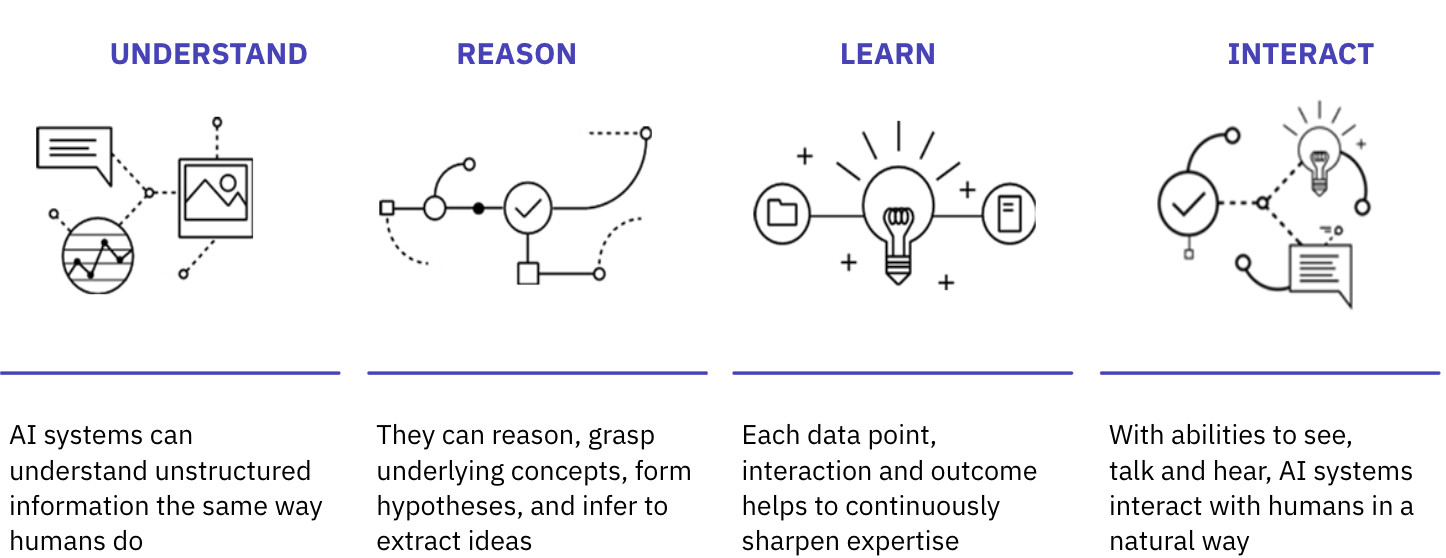 UNDERSTAND
REASON
LEARN
INTERACT
AI systems can
understand unstructured
information the same way
humans do
They can reason, grasp
underlying concepts, form
hypotheses, and infer to
extract ideas
Each data point,
interaction and outcome
helps to continuously
sharpen expertise
With abilities to see,
talk and hear, AI systems
interact with humans in a
natural way